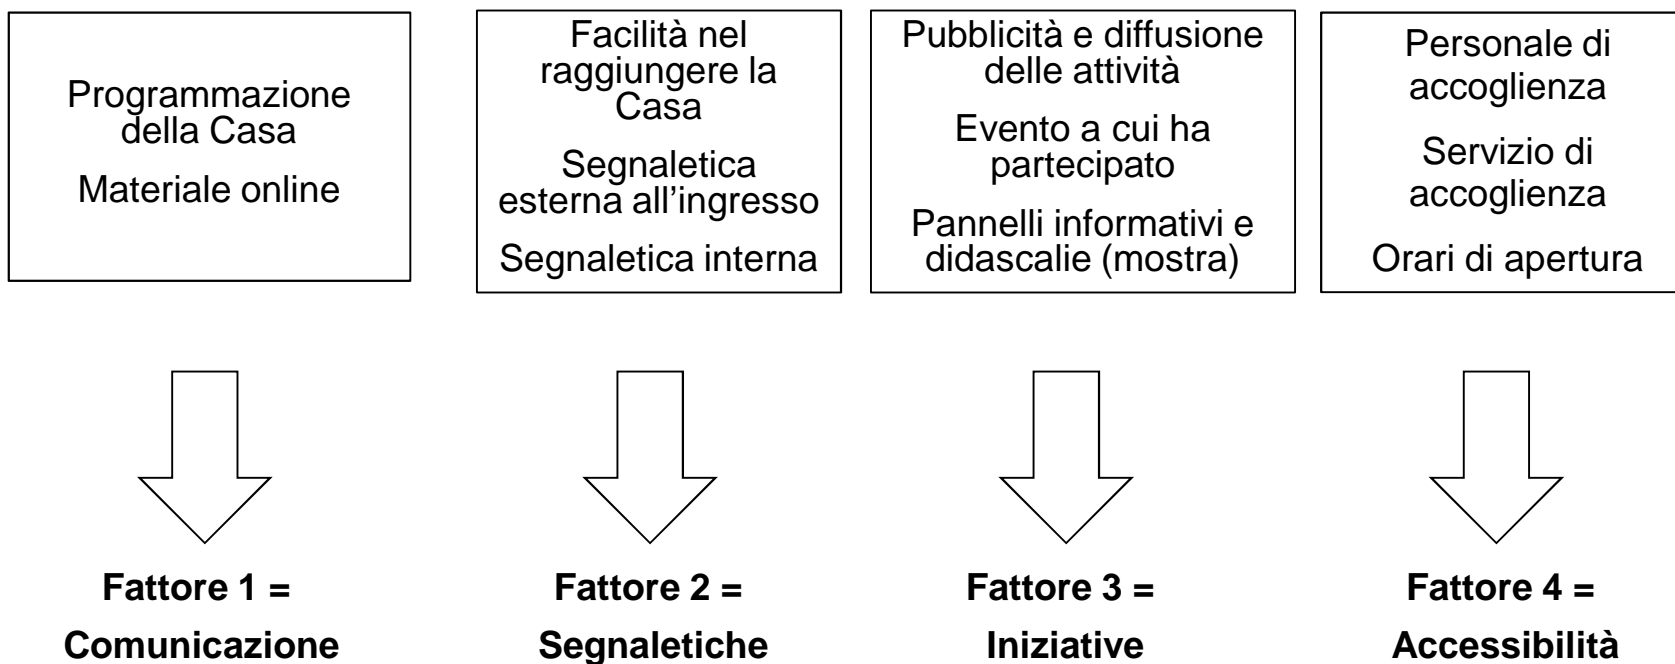 Programmazione
della Casa
Materiale online
Facilità nel
raggiungere la
Casa
Segnaletica
esterna all'ingresso
Segnaletica interna
Pubblicità e diffusione
delle attività
Evento a cui ha
partecipato
Pannelli informativi e
didascalie (mostra)
Personale di
accoglienza
Servizio di
accoglienza
Orari di apertura
Fattore 1 =
Comunicazione
Fattore 2 =
Segnaletiche
Fattore 3 =
Iniziative
Fattore 4 =
Accessibilità